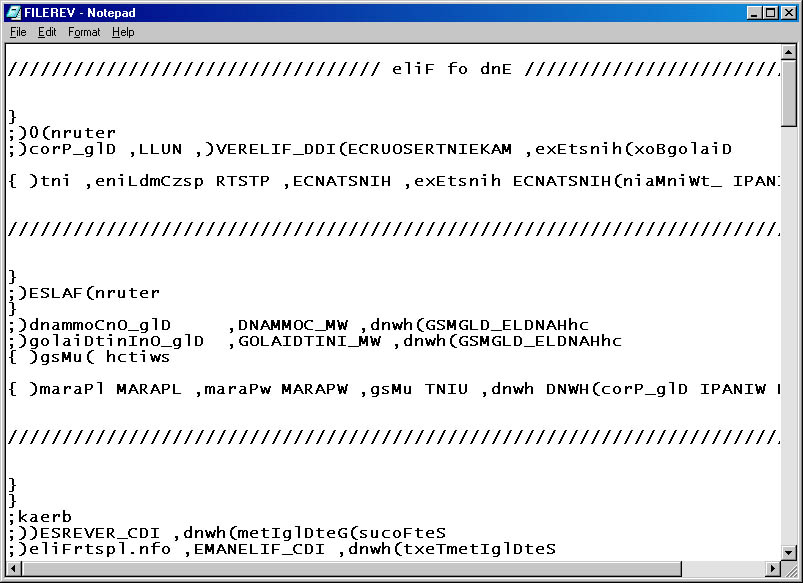 FILEREV - Notepad
File Edit Format Help
/////////////////////////////////// eliF fo dnE ////////////////////////
}
;)0(nruter
;)corP_glD ,LLUN ,)VERELIF_DDI(ECRUOSERTNIEKAM ,exEtsnih(xoBgolaiD
{ )tni ,eniLdmCzsp RTSTP ,ECNATSNIH ,exEtsnih ECNATSNIH(niaMniWt_ IPANI
////////////////////////////////////////////////////////////////////////
}
;)ESLAF(nruter
}
;)dnammoCnO_glD ,DNAMMOC_MW ,dnwh(GSMGLD_ELDNAHhc
;)golaiDtinInO_glD ,GOLAIDTINI_MW ,dnwh(GSMGLD_ELDNAHhc
{ )gsMu( hctiws
{ )maraPl MARAPL ,maraPw MARAPW ,gsMu TNIU ,dnwh DNWH(corP_glD IPANIW
////////////////////////////////////////////////////////////////////////
}
}
;kaerb
;))ESREVER_CDI ,dnwh(metIglDteG(sucoFteS
;)eliFrtspl.nfo ,EMANELIF_CDI ,dnwh(txeTmetIglDteS